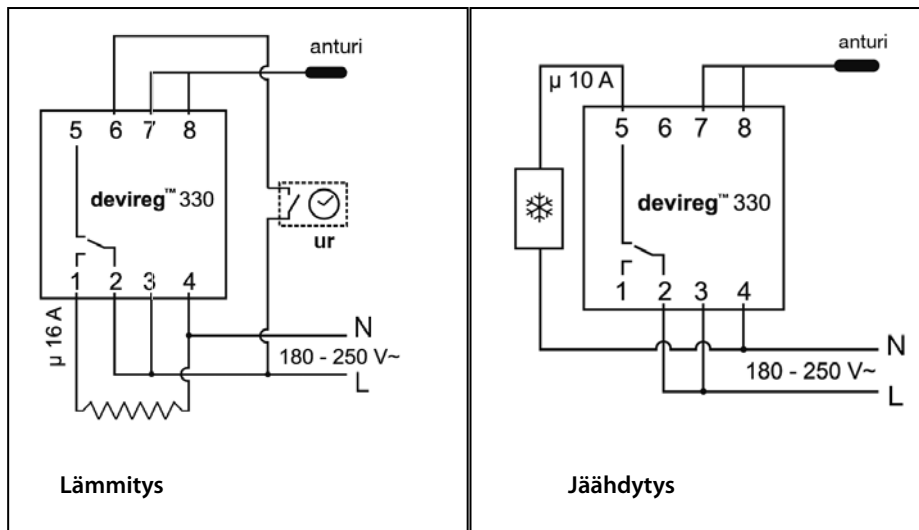 anturi
5 6 7 8
devireg™ 330
ur
1 2 3 4
µ 16 A
N
180 - 250 V~
L
Lämmitys
anturi
µ 10 A
5 6 7 8
devireg™ 330
1 2 3 4
N
180 - 250 V~
L
Jäähdytys